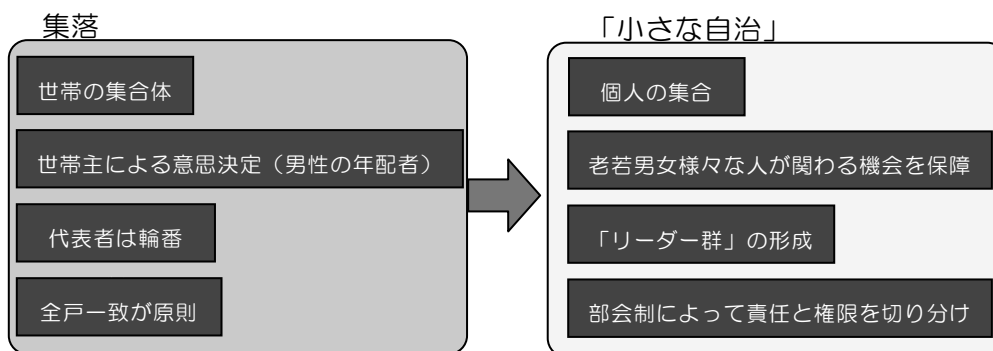 集落
世帯の集合体
世帯主による意思決定（男性の年配者）
代表者は輪番
全戸一致が原則
「小さな自治」
個人の集合
老若男女様々な人が関わる機会を保障
「リーダー群」の形成
部会制によって責任と権限を切り分け